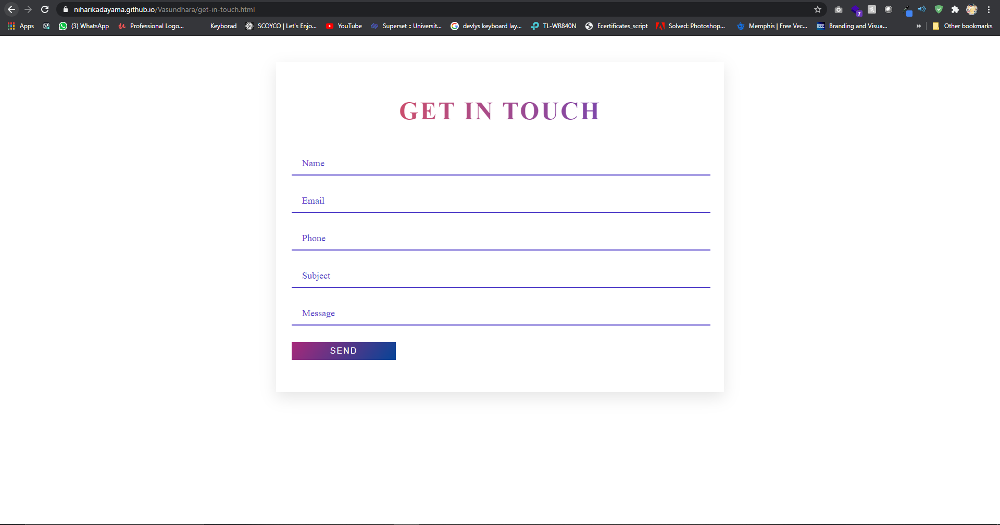 niharikadayama.github.io/Vasundhara/get-in-touch.html
7
Apps (3) WhatsApp Professional Logo... Keyborad SCOYCO | Let's Enjo... YouTube Superset :: Universit... devlys keyboard lay... TL-WR840N Ecertificates_script Solved: Photoshop... Memphis | Free Vec... IEEE Branding and Visua... » Other bookmarks
GET IN TOUCH
Name
Email
Phone
Subject
Message
SEND